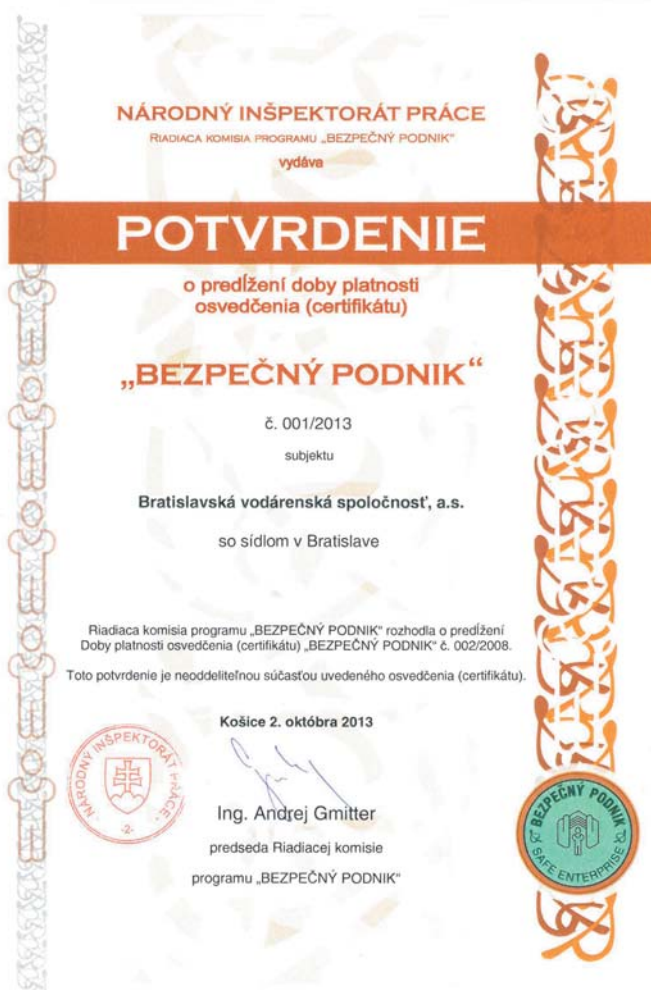 NÁRODNÝ INŠPEKTORÁT PRÁCE
RIADIACA KOMISIA PROGRAMU „BEZPEČNÝ PODNIK“
vydáva
POTVRDENIE
o predĺžení doby platnosti
osvedčenia (certifikátu)
„BEZPEČNÝ PODNIK“
č. 001/2013
subjektu
Bratislavská vodárenská spoločnosť, a.s.
so sídlom v Bratislave
Riadiaca komisia programu „BEZPEČNÝ PODNIK“ rozhodla o predĺžení
Doby platnosti osvedčenia (certifikátu) „BEZPEČNÝ PODNIK“ č. 002/2008.
Toto potvrdenie je neoddeliteľnou súčasťou uvedeného osvedčenia (certifikátu).
Košice 2. októbra 2013
NÁRODNÝ INŠPEKTORÁT PRÁCE
-2-
Ing. Andrej Gmitter
predseda Riadiacej komisie
programu „BEZPEČNÝ PODNIK“
BEZPEČNÝ PODNIK
SAFE ENTERPRISE